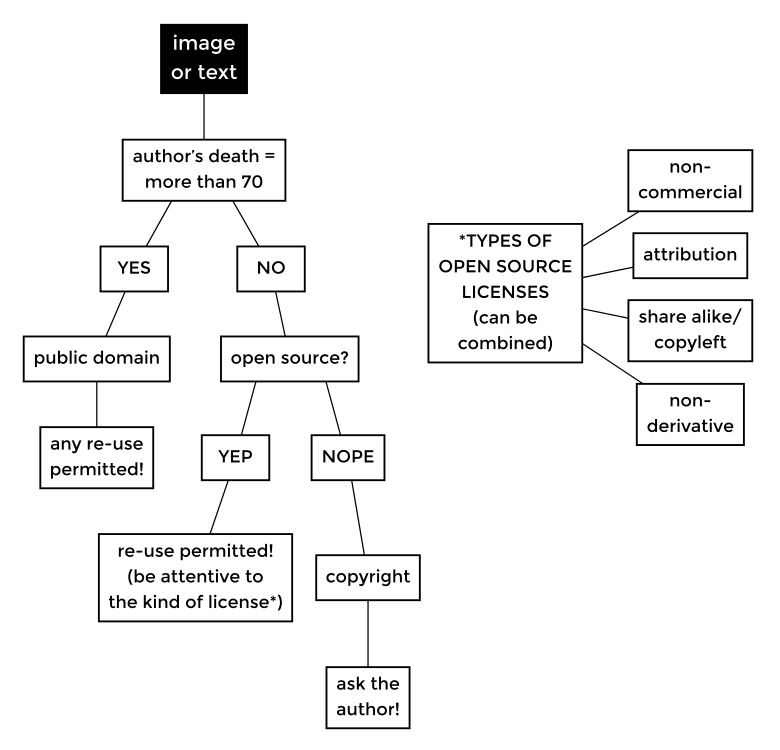 image
or text
author's death =
more than 70
YES
NO
public domain
open source?
any re-use
permitted!
YEP
NOPE
re-use permitted!
(be attentive to
the kind of license*)
copyright
ask the
author!
*TYPES OF
OPEN SOURCE
LICENSES
(can be
combined)
non-
commercial
attribution
share alike/
copyleft
non-
derivative